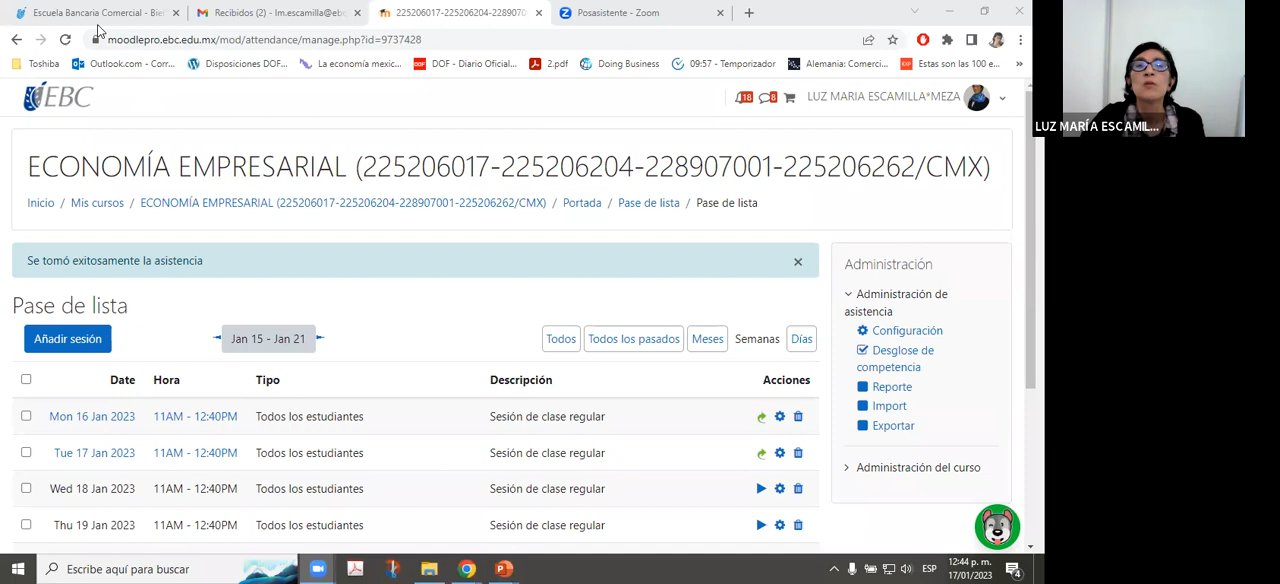 Escuela Bancaria Comercial - Bie
Recibidos (2) - lm.escamilla@ebc
225206017-225206204-2289070
Posasistente - Zoom
moodlepro.ebc.edu.mx/mod/attendance/manage.php?id=9737428
Toshiba
Outlook.com - Corr...
Disposiciones DOF...
La economía mexic...
DOF - Diario Oficial...
2.pdf
Doing Business
09:57 - Temporizador
Alemania: Comerci...
Estas son las 100 e...
»
EBC
18
8
LUZ MARIA ESCAMILLA*MEZA
LUZ MARÍA ESCAMIL...
ECONOMÍA EMPRESARIAL (225206017-225206204-228907001-225206262/CMX)
Inicio / Mis cursos / ECONOMÍA EMPRESARIAL (225206017-225206204-228907001-225206262/CMX) / Portada / Pase de lista / Pase de lista
Se tomó exitosamente la asistencia
Pase de lista
Añadir sesión
Jan 15 - Jan 21
Todos
Todos los pasados
Meses
Semanas
Días
Date Hora Tipo Descripción Acciones
Mon 16 Jan 2023 11AM - 12:40PM Todos los estudiantes Sesión de clase regular
Tue 17 Jan 2023 11AM - 12:40PM Todos los estudiantes Sesión de clase regular
Wed 18 Jan 2023 11AM - 12:40PM Todos los estudiantes Sesión de clase regular
Thu 19 Jan 2023 11AM - 12:40PM Todos los estudiantes Sesión de clase regular
Administración
Administración de
asistencia
Configuración
Desglose de
competencia
Reporte
Import
Exportar
Administración del curso
Escribe aquí para buscar
ESP
12:44 p. m.
17/01/2023
4